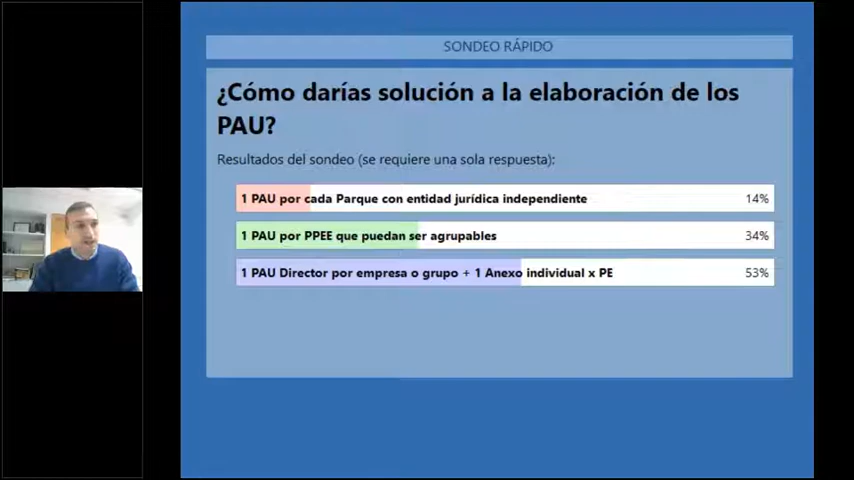 SONDEO RÁPIDO
¿Cómo darías solución a la elaboración de los
PAU?
Resultados del sondeo (se requiere una sola respuesta):
1 PAU por cada Parque con entidad jurídica independiente 14%
1 PAU por PPEE que puedan ser agrupables 34%
1 PAU Director por empresa o grupo + 1 Anexo individual x PE 53%